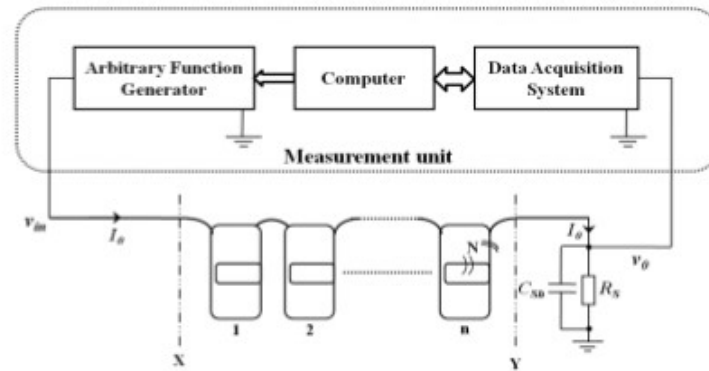 Arbitrary Function
Generator
Computer
Data Acquisition
System
Measurement unit
v_in
I_0
N
I_0
v_0
C_S0
R_S
1
2
n
X
Y